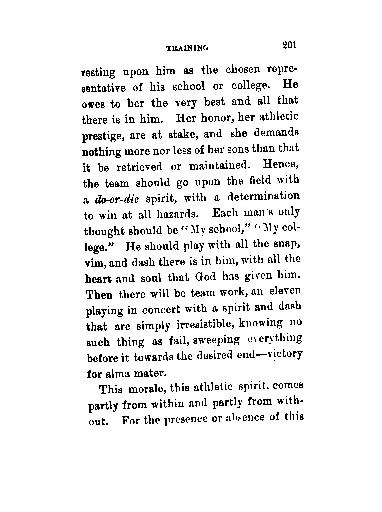 TRAINING 201
resting upon him as the chosen repre-
sentative of his school or college. He
owes to her the very best and all that
there is in him. Her honor, her athletic
prestige, are at stake, and she demands
nothing more nor less of her sons than that
it be retrieved or maintained. Hence,
the team should go upon the field with
a do-or-die spirit, with a determination
to win at all hazards. Each man's only
thought should be "My school," "My col-
lege." He should play with all the snap,
vim, and dash there is in him, with all the
heart and soul that God has given him.
Then there will be team work, an eleven
playing in concert with a spirit and dash
that are simply irresistible, knowing no
such thing as fail, sweeping everything
before it towards the desired end—victory
for alma mater.
This morale, this athletic spirit, comes
partly from within and partly from with-
out. For the presence or absence of this